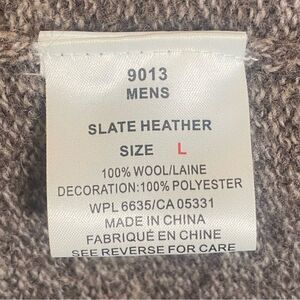 9013
MENS
SLATE HEATHER
SIZE L
100% WOOL/LAINE
DECORATION:100% POLYESTER
WPL 6635/CA 05331
MADE IN CHINA
FABRIQUÉ EN CHINE
SEE REVERSE FOR CARE